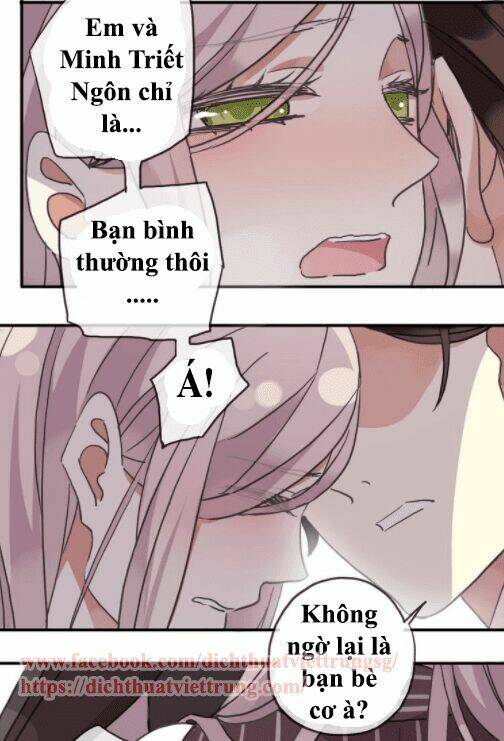 Em và
Minh Triết
Ngôn chỉ
là...
Bạn bình
thường thôi
.....
Á!
Không
ngờ lại là
bạn bè
cơ à?
www.facebook.com/dichthuatviettrungsg/
https://dichthuatviettrung.com/